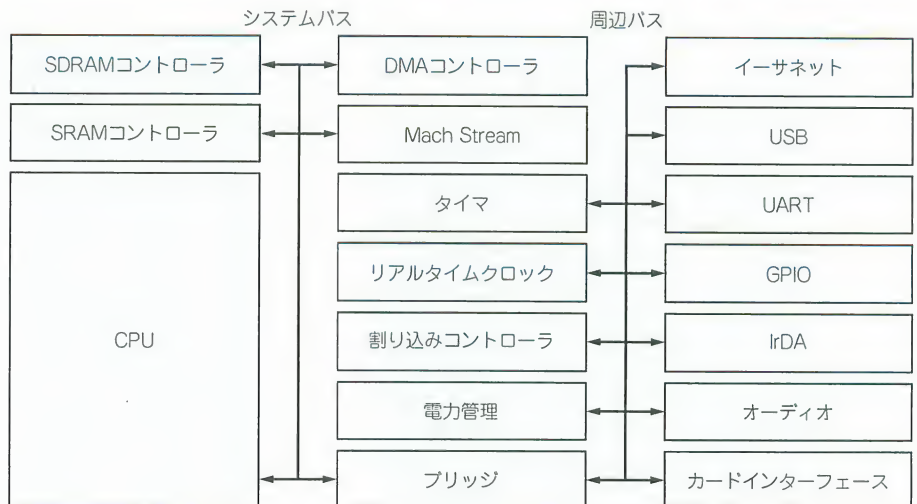 システムバス
周辺バス
SDRAMコントローラ
DMAコントローラ
イーサネット
SRAMコントローラ
Mach Stream
USB
タイマ
UART
リアルタイムクロック
GPIO
CPU
割り込みコントローラ
IrDA
電力管理
オーディオ
ブリッジ
カードインターフェース